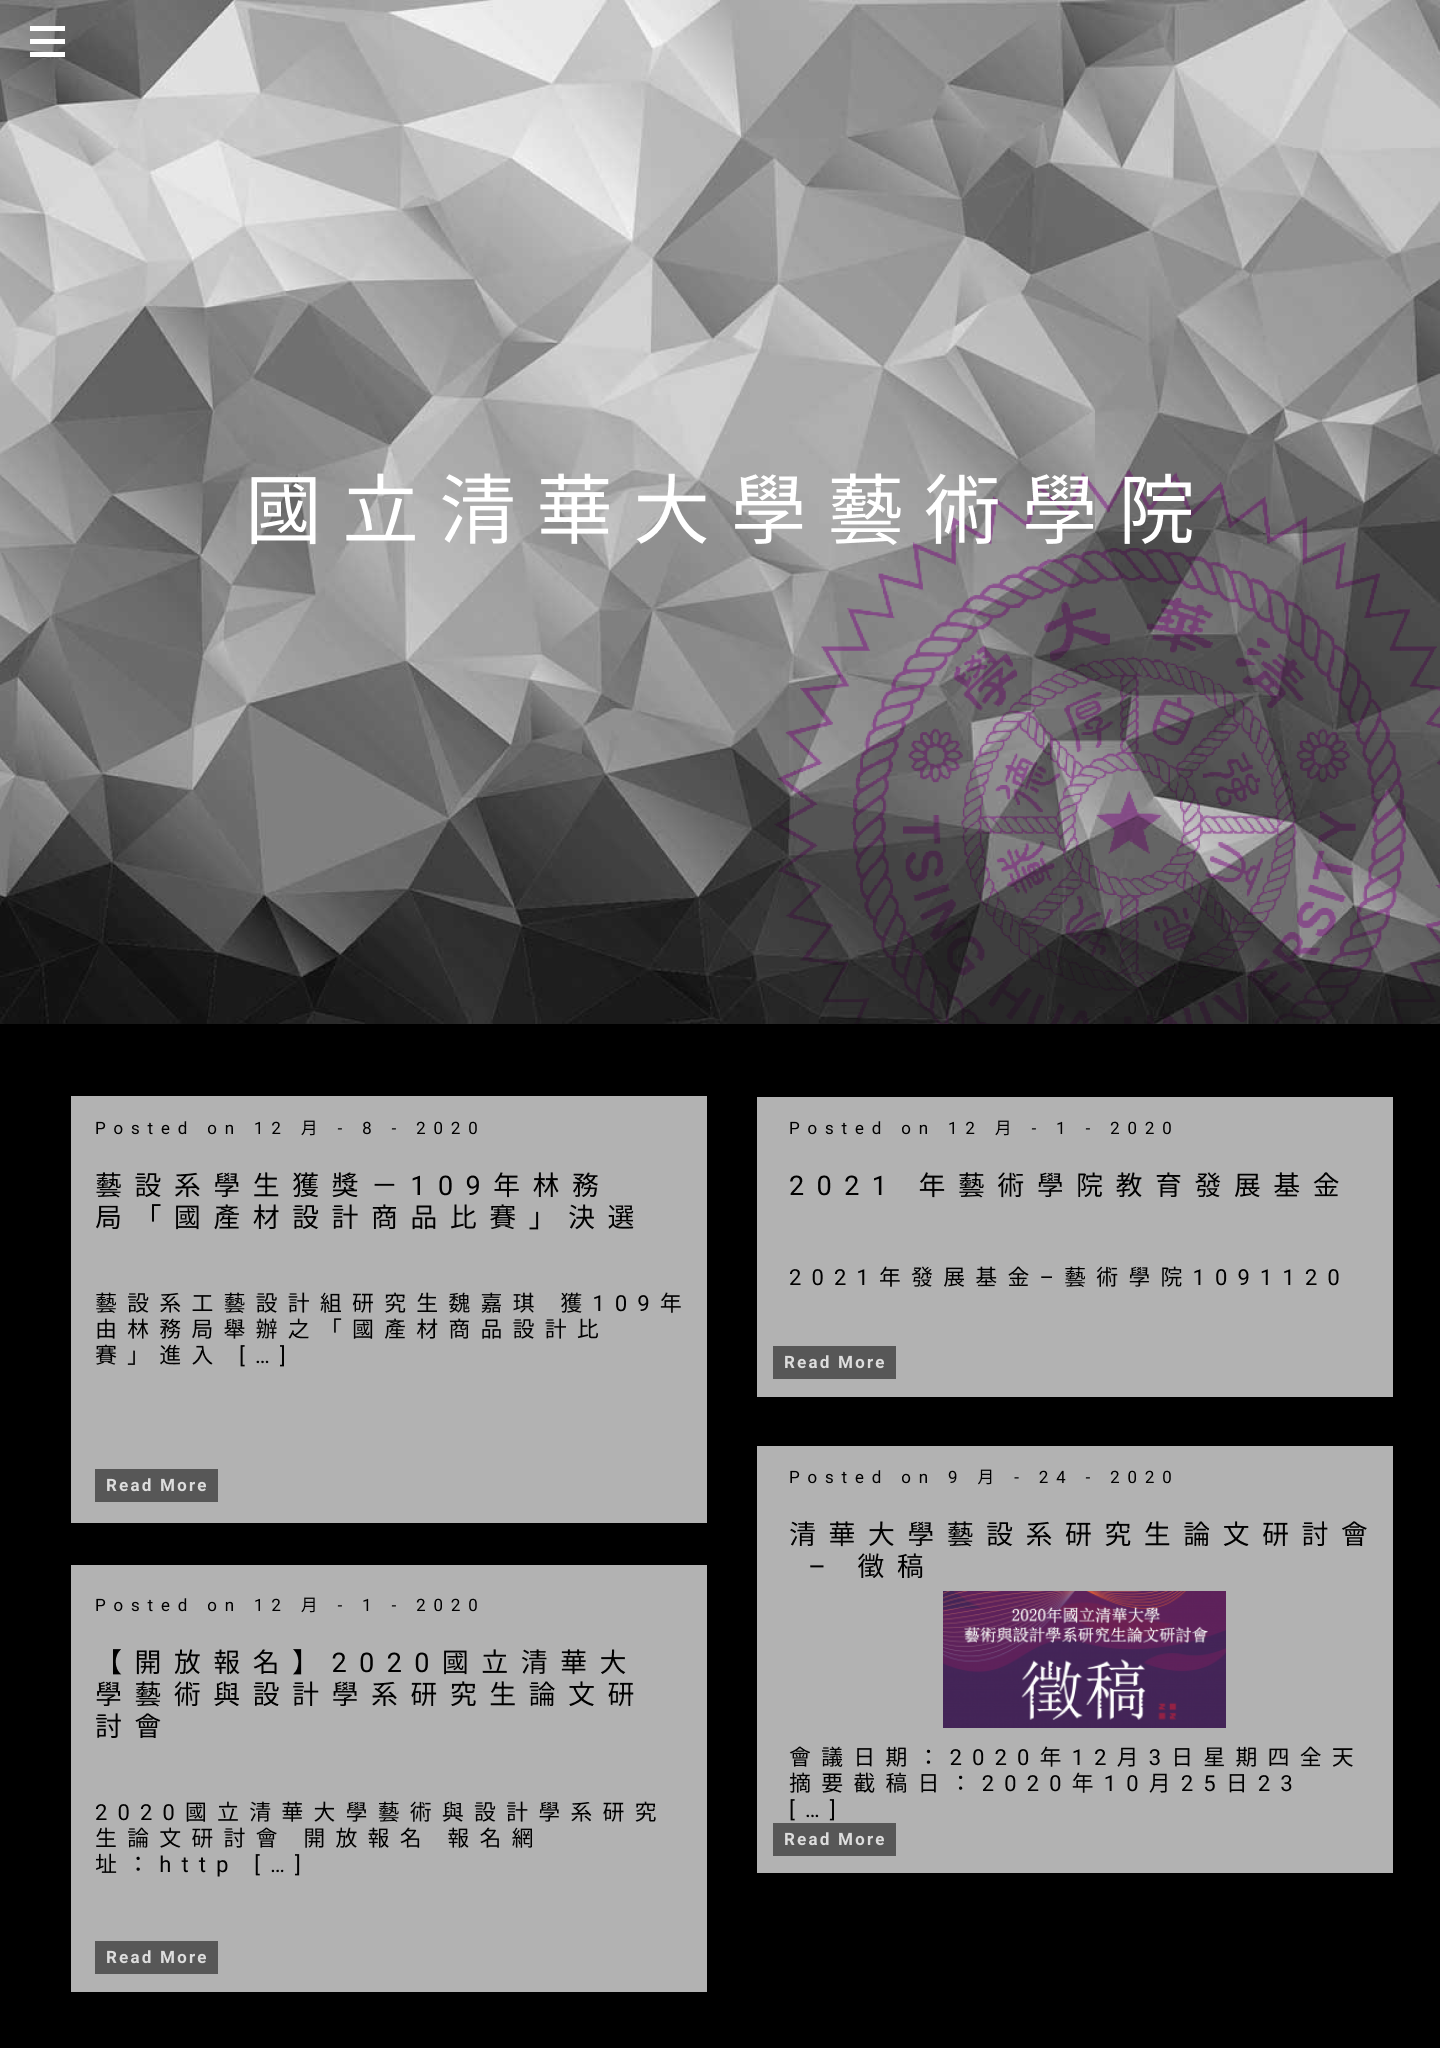 國立清華大學藝術學院
學大華清
厚自
德強
載不
物息
TSING HUA UNIVERSITY
Posted on 12 月 - 8 - 2020
藝設系學生獲獎－109年林務
局「國產材設計商品比賽」決選
藝設系工藝設計組研究生魏嘉琪 獲109年
由林務局舉辦之「國產材商品設計比
賽」進入 […]
Read More
Posted on 12 月 - 1 - 2020
【開放報名】2020國立清華大
學藝術與設計學系研究生論文研
討會
2020國立清華大學藝術與設計學系研究
生論文研討會 開放報名 報名網
址：http […]
Read More
Posted on 12 月 - 1 - 2020
2021 年藝術學院教育發展基金
2021年發展基金–藝術學院1091120
Read More
Posted on 9 月 - 24 - 2020
清華大學藝設系研究生論文研討會
– 徵稿
2020年國立清華大學
藝術與設計學系研究生論文研討會
徵稿
會議日期：2020年12月3日星期四全天
摘要截稿日：2020年10月25日23
[…]
Read More